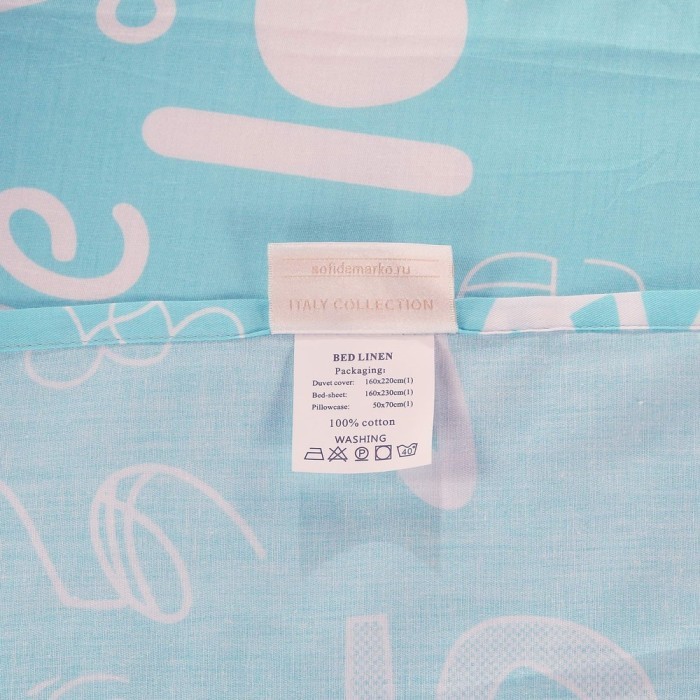 sofidemarko.ru
ITALY COLLECTION
BED LINEN
Packaging:
Duvet cover: 160x220cm(1)
Bed-sheet: 160x230cm(1)
Pillowcase: 50x70cm(1)
100% cotton
WASHING
P 40°